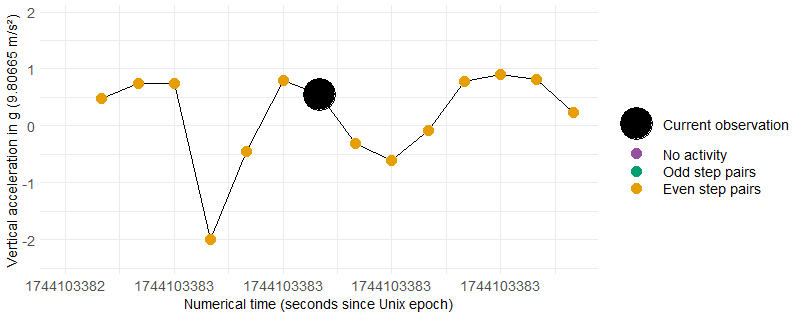 Vertical acceleration in g (9.80665 m/s²)
2
1
0
-1
-2
1744103382
1744103383
1744103383
1744103383
1744103383
Numerical time (seconds since Unix epoch)
Current observation
No activity
Odd step pairs
Even step pairs